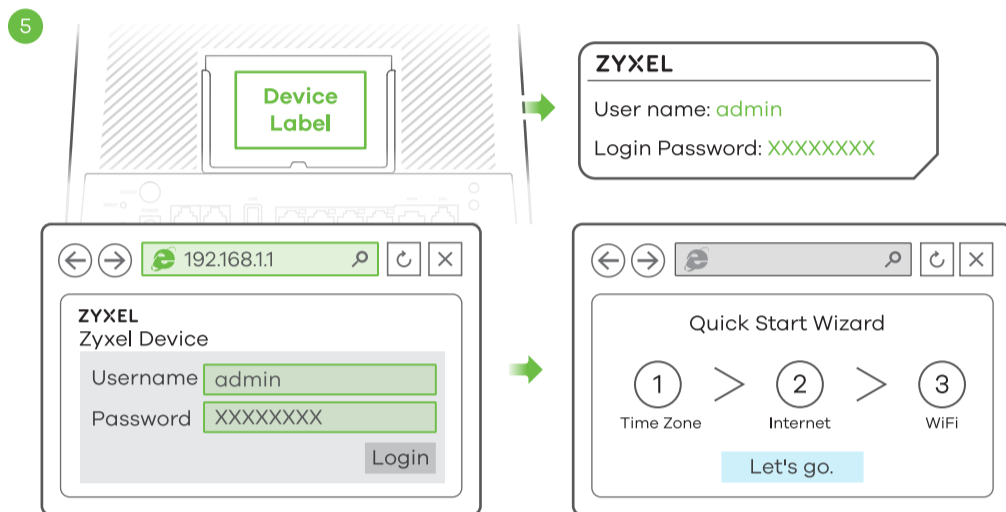 5
Device
Label
ZYXEL
User name: admin
Login Password: XXXXXXXX
192.168.1.1
ZYXEL
Zyxel Device
Username admin
Password XXXXXXXX
Login
Quick Start Wizard
1 > 2 > 3
Time Zone Internet WiFi
Let's go.